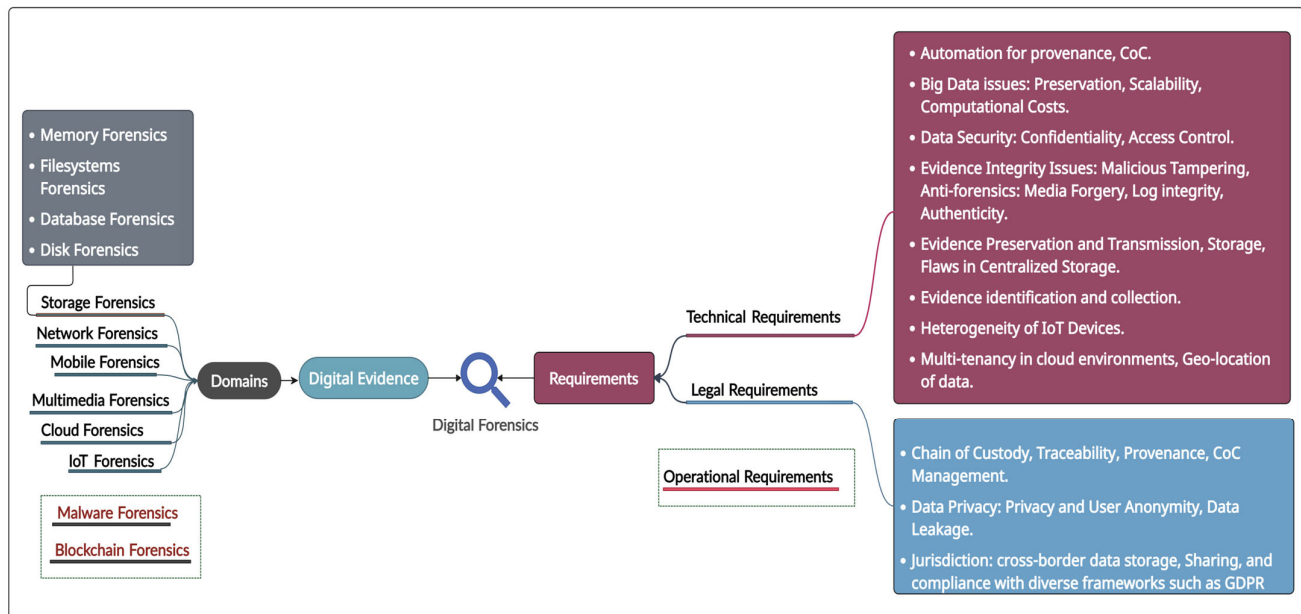 • Memory Forensics
• Filesystems
Forensics
• Database Forensics
• Disk Forensics
Storage Forensics
Network Forensics
Mobile Forensics
Multimedia Forensics
Cloud Forensics
IoT Forensics
Malware Forensics
Blockchain Forensics
Domains
Digital Evidence
Digital Forensics
Requirements
Technical Requirements
Legal Requirements
Operational Requirements
• Automation for provenance, CoC.
• Big Data issues: Preservation, Scalability,
Computational Costs.
• Data Security: Confidentiality, Access Control.
• Evidence Integrity Issues: Malicious Tampering,
Anti-forensics: Media Forgery, Log integrity,
Authenticity.
• Evidence Preservation and Transmission, Storage,
Flaws in Centralized Storage.
• Evidence identification and collection.
• Heterogeneity of IoT Devices.
• Multi-tenancy in cloud environments, Geo-location
of data.
• Chain of Custody, Traceability, Provenance, CoC
Management.
• Data Privacy: Privacy and User Anonymity, Data
Leakage.
• Jurisdiction: cross-border data storage, Sharing, and
compliance with diverse frameworks such as GDPR